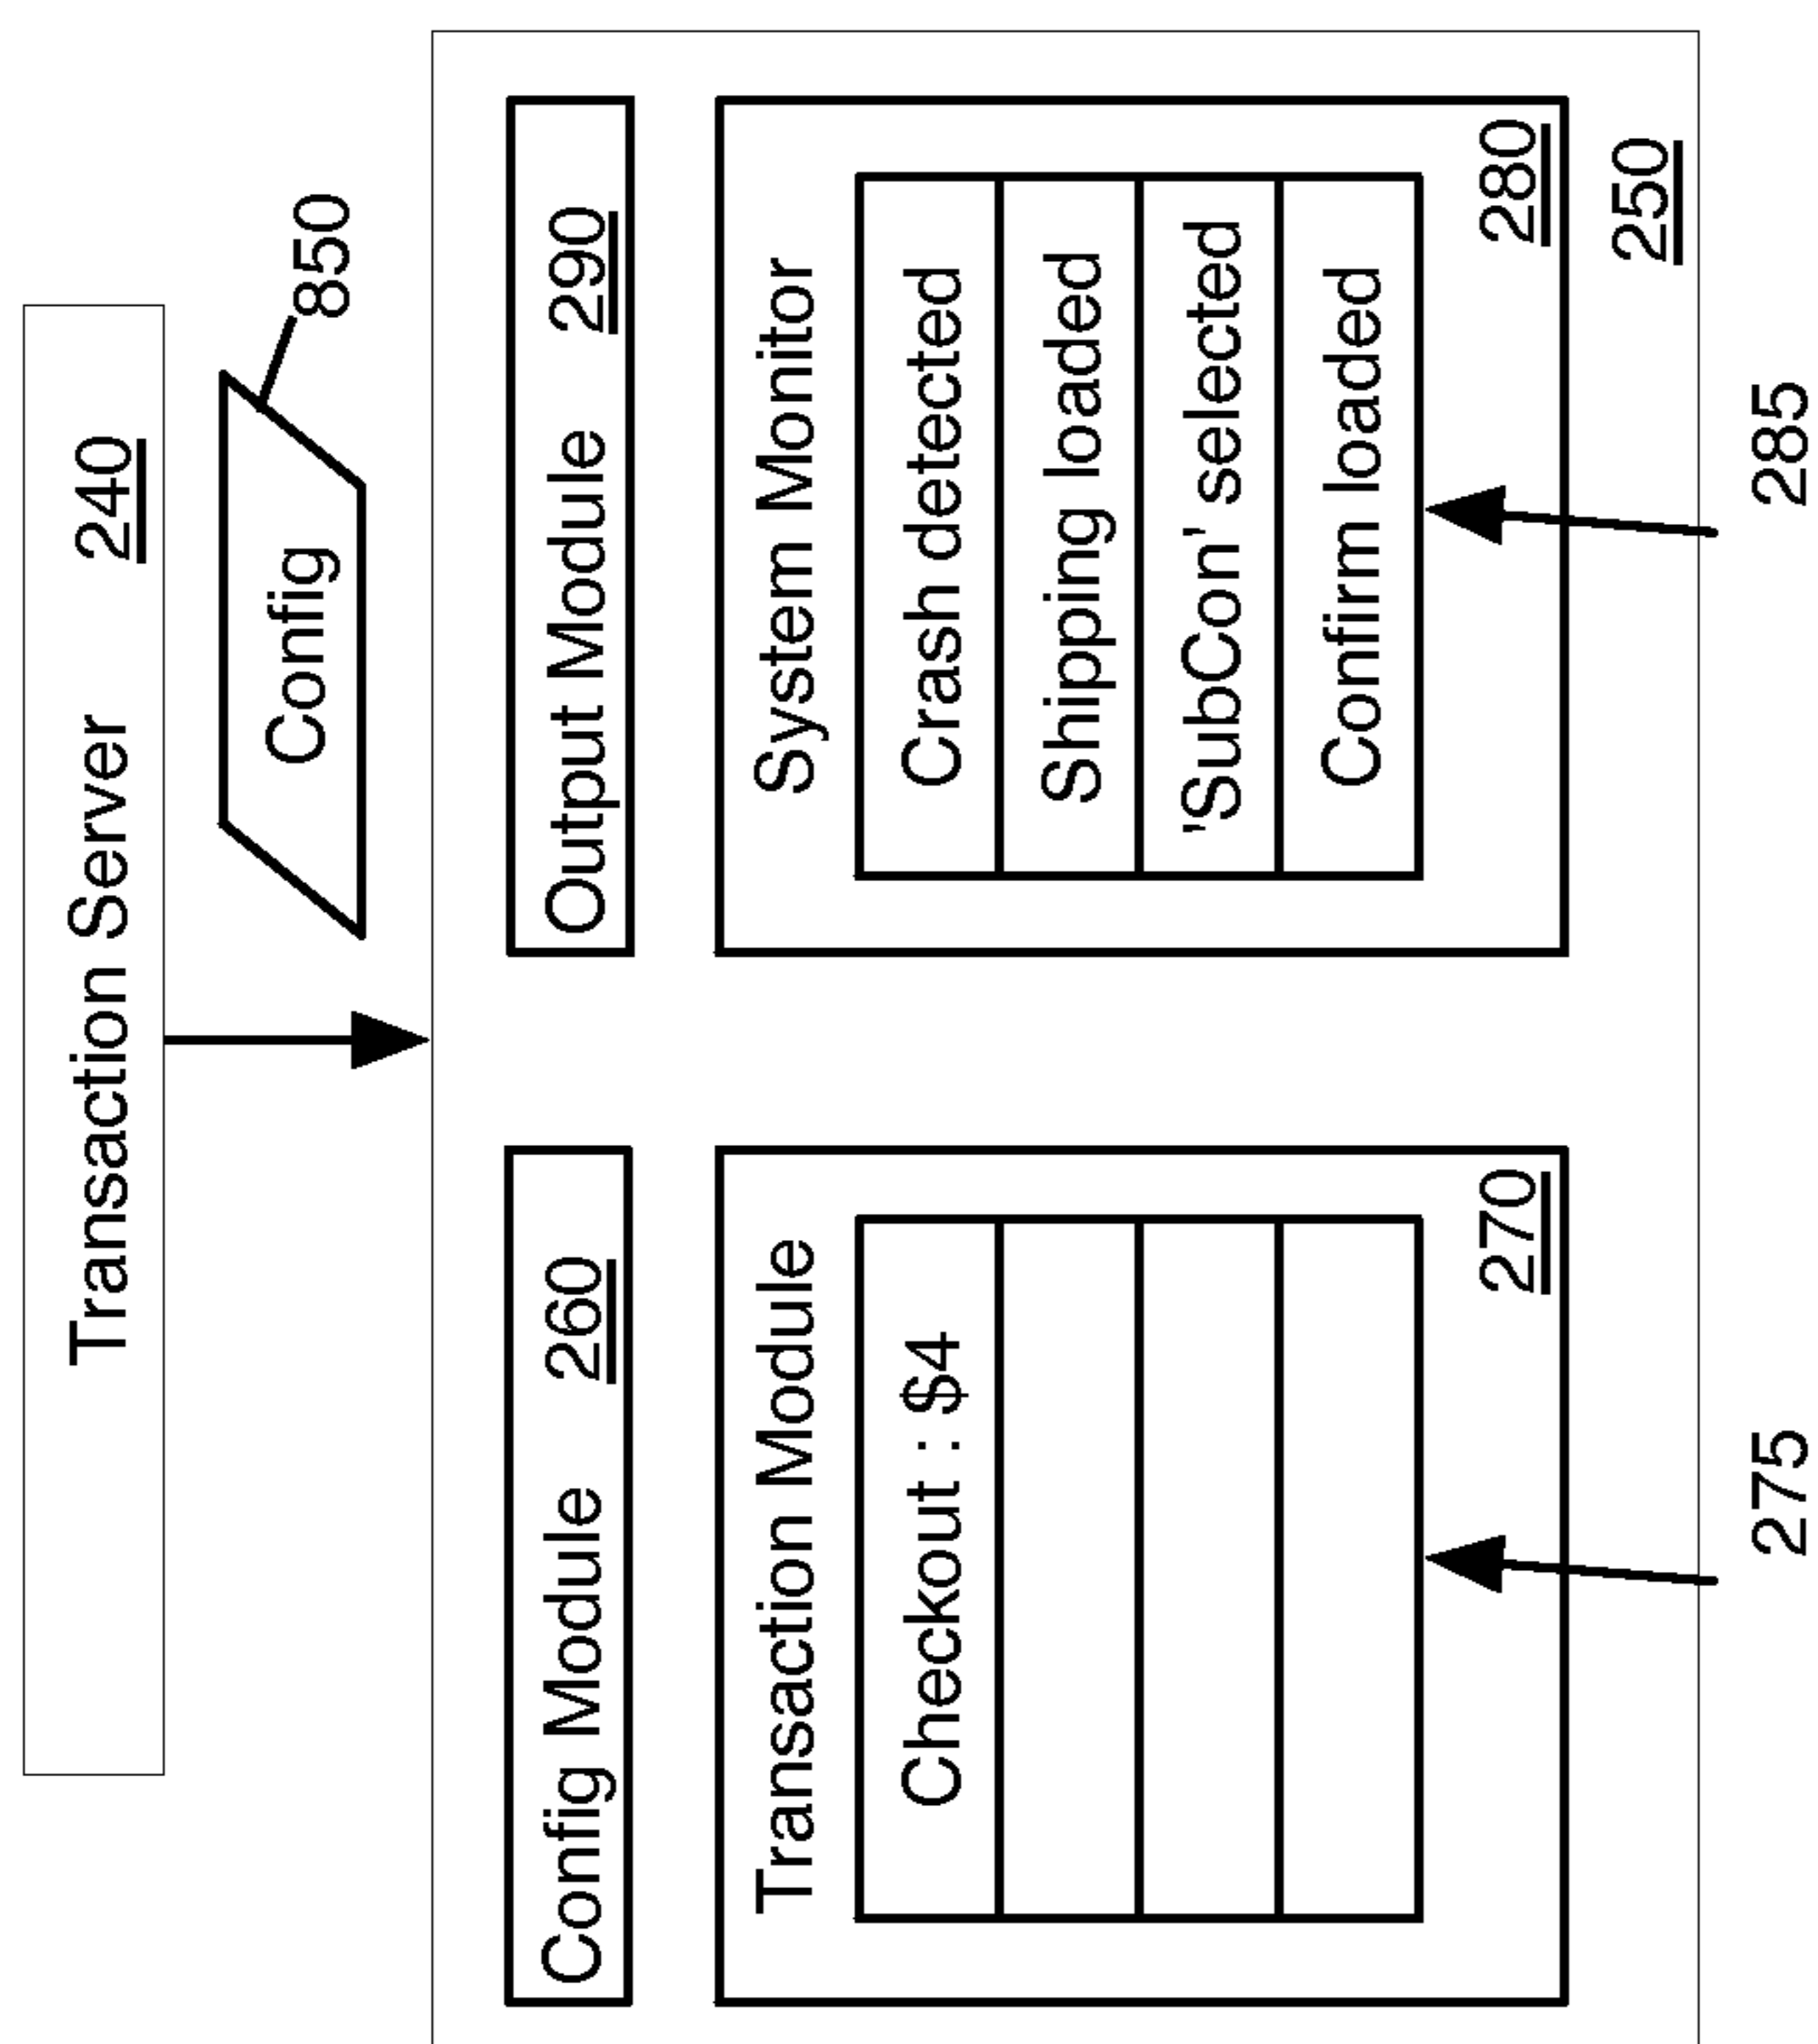 Transaction Server 240
Config
850
Config Module 260
Output Module 290
Transaction Module
Checkout : $4
270
System Monitor
Crash detected
Shipping loaded
'SubCon' selected
Confirm loaded
280
250
275
285